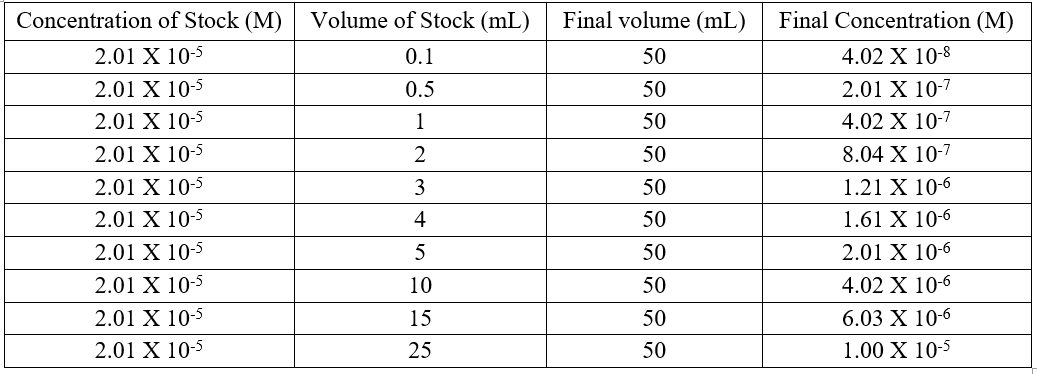 Concentration of Stock (M) Volume of Stock (mL) Final volume (mL) Final Concentration (M)
2.01 X 10⁻⁵ 0.1 50 4.02 X 10⁻⁸
2.01 X 10⁻⁵ 0.5 50 2.01 X 10⁻⁷
2.01 X 10⁻⁵ 1 50 4.02 X 10⁻⁷
2.01 X 10⁻⁵ 2 50 8.04 X 10⁻⁷
2.01 X 10⁻⁵ 3 50 1.21 X 10⁻⁶
2.01 X 10⁻⁵ 4 50 1.61 X 10⁻⁶
2.01 X 10⁻⁵ 5 50 2.01 X 10⁻⁶
2.01 X 10⁻⁵ 10 50 4.02 X 10⁻⁶
2.01 X 10⁻⁵ 15 50 6.03 X 10⁻⁶
2.01 X 10⁻⁵ 25 50 1.00 X 10⁻⁵